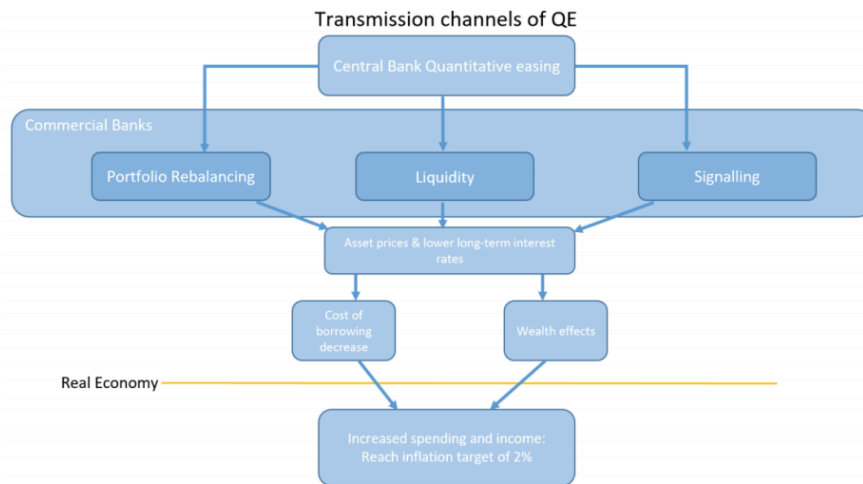 Transmission channels of QE
Central Bank Quantitative easing
Commercial Banks
Portfolio Rebalancing
Liquidity
Signalling
Asset prices & lower long-term interest
rates
Cost of
borrowing
decrease
Wealth effects
Real Economy
Increased spending and income:
Reach inflation target of 2%